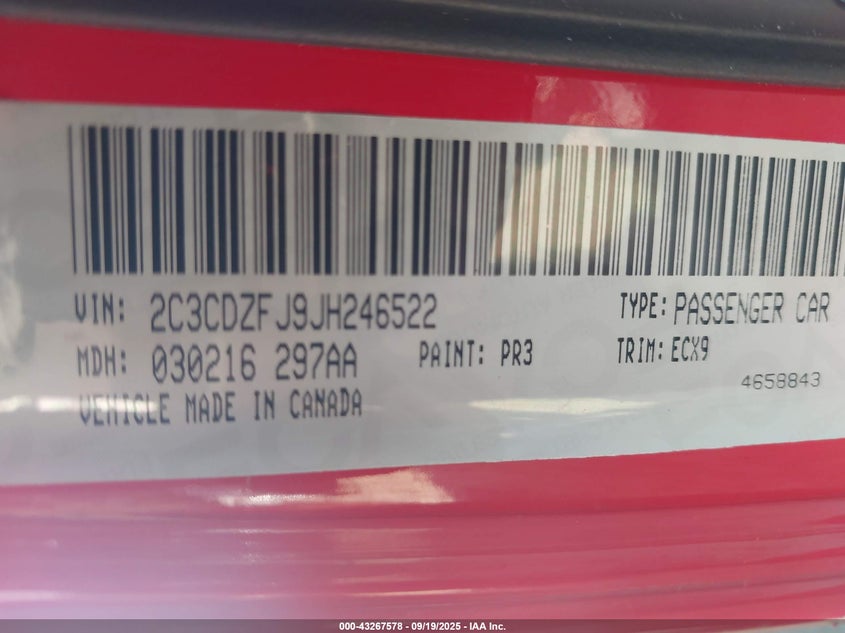 VIN: 2C3CDZFJ9JH246522 TYPE: PASSENGER CAR
MDH: 030216 297AA PAINT: PR3 TRIM: ECX9
4658843
VEHICLE MADE IN CANADA
000-43267578 - 09/19/2025 - IAA Inc.